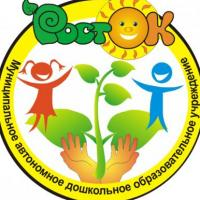 РостОК
Муниципальное автономное дошкольное образовательное учреждение